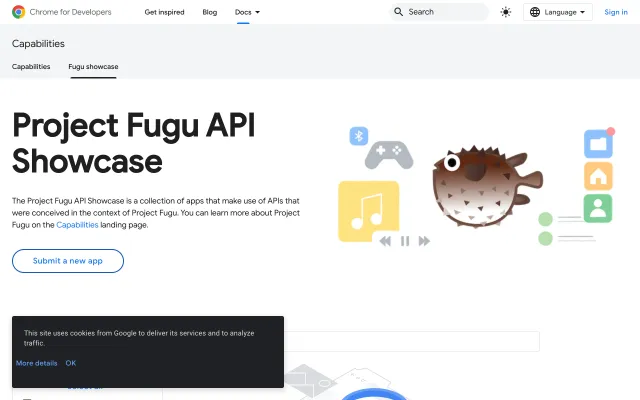 Chrome for Developers
Get inspired
Blog
Docs
Search
Language
Sign in
Capabilities
Capabilities
Fugu showcase
Project Fugu API
Showcase
The Project Fugu API Showcase is a collection of apps that make use of APIs that
were conceived in the context of Project Fugu. You can learn more about Project
Fugu on the Capabilities landing page.
Submit a new app
This site uses cookies from Google to deliver its services and to analyze
traffic.
More details
OK